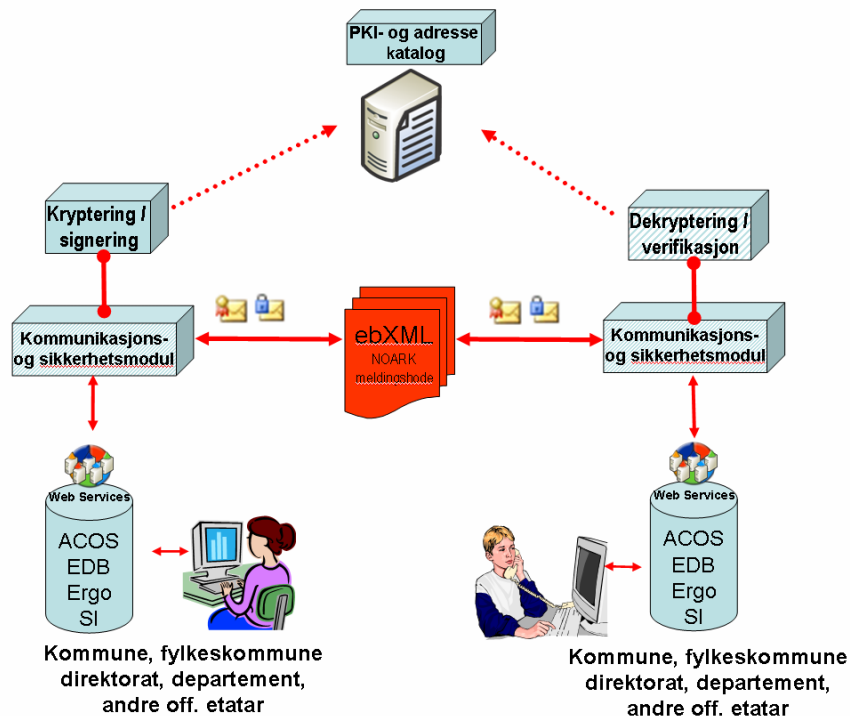 PKI- og adresse
katalog
Kryptering /
signering
Dekryptering /
verifikasjon
Kommunikasjons-
og sikkerhetsmodul
ebXML
NOARK
meldingshode
Kommunikasjons-
og sikkerhetsmodul
Web Services
ACOS
EDB
Ergo
SI
Web Services
ACOS
EDB
Ergo
SI
Kommune, fylkeskommune
direktorat, departement,
andre off. etatar
Kommune, fylkeskommune
direktorat, departement,
andre off. etatar